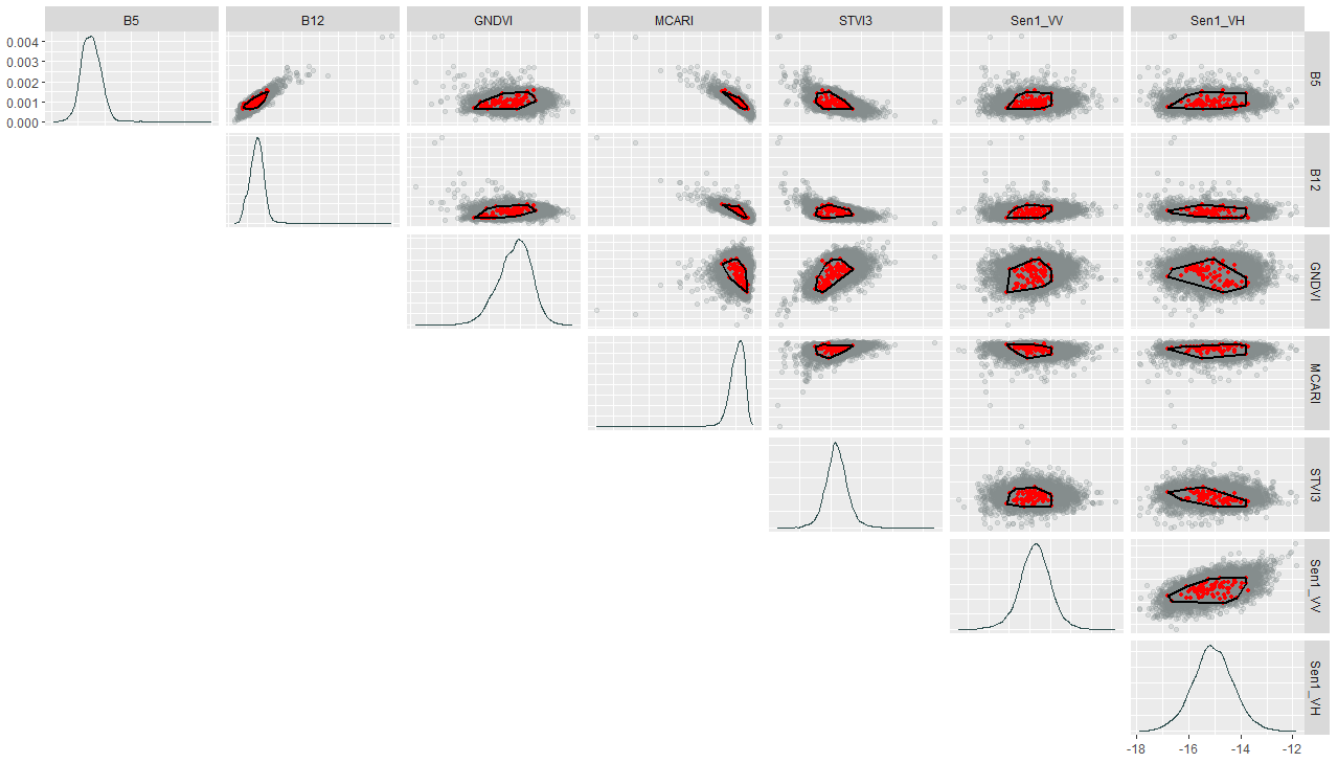 B5 B12 GNDVI MCARI STVI3 Sen1_VV Sen1_VH
0.004
0.003
0.002
0.001
0.000
B5
B12
GNDVI
MCARI
STVI3
Sen1_VV
Sen1_VH
-18 -16 -14 -12